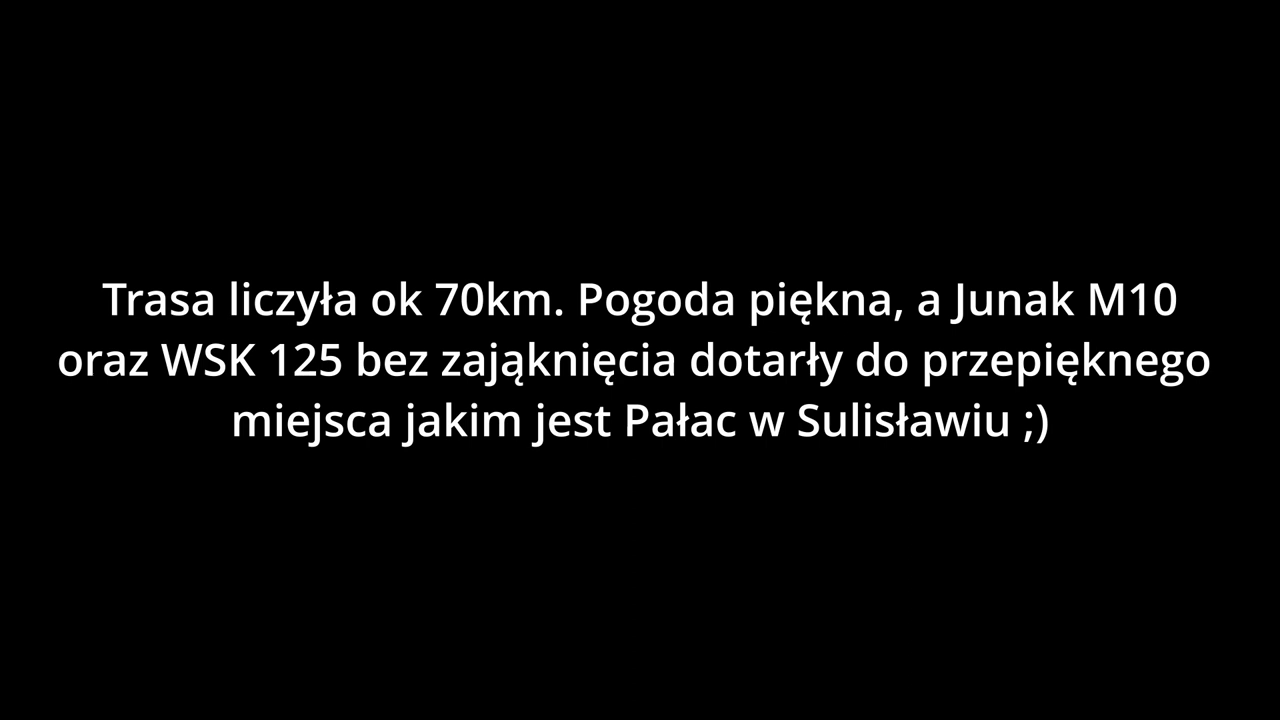 Trasa liczyła ok 70km. Pogoda piękna, a Junak M10
oraz WSK 125 bez zająknięcia dotarły do przepięknego
miejsca jakim jest Pałac w Sulisławiu ;)